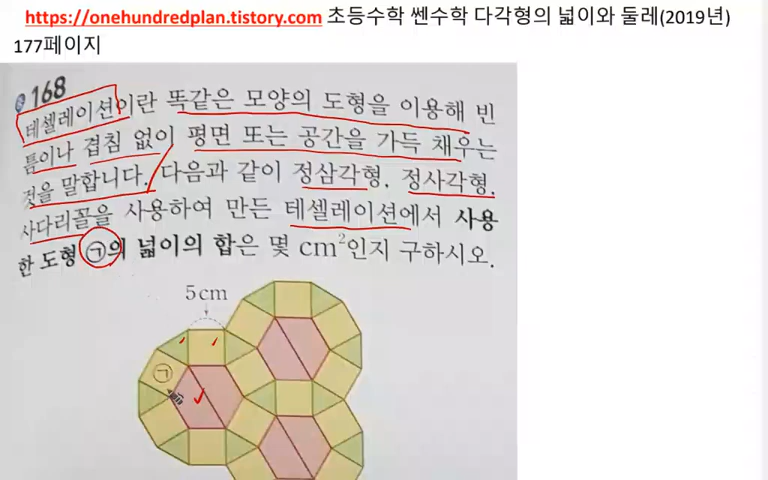 https://onehundredplan.tistory.com 초등수학 쎈수학 다각형의 넓이와 둘레(2019년)
177페이지
168
테셀레이션이란 똑같은 모양의 도형을 이용해 빈
틈이나 겹침 없이 평면 또는 공간을 가득 채우는
것을 말합니다. 다음과 같이 정삼각형, 정사각형,
사다리꼴을 사용하여 만든 테셀레이션에서 사용
한 도형 ㉠의 넓이의 합은 몇 cm²인지 구하시오.
5cm
㉠